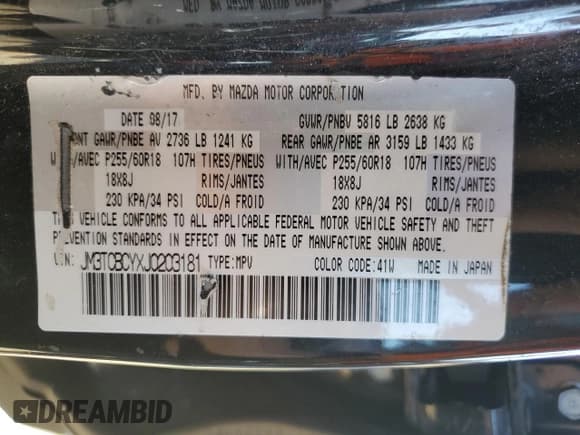 MFD. BY MAZDA MOTOR CORPORATION
DATE 08/17 GVWR/PNBV 5816 LB 2638 KG
FRONT GAWR/PNBE AV 2736 LB 1241 KG REAR GAWR/PNBE AR 3159 LB 1433 KG
WITH/AVEC P255/60R18 107H TIRES/PNEUS WITH/AVEC P255/60R18 107H TIRES/PNEUS
18X8J RIMS/JANTES 18X8J RIMS/JANTES
230 KPA/34 PSI COLD/A FROID 230 KPA/34 PSI COLD/A FROID
THIS VEHICLE CONFORMS TO ALL APPLICABLE FEDERAL MOTOR VEHICLE SAFETY AND THEFT
PREVENTION STANDARDS IN EFFECT ON THE DATE OF MANUFACTURE SHOWN ABOVE.
VIN: JM3TCBCYXJ0203181 TYPE:MPV COLOR CODE:41W MADE IN JAPAN
DREAMBID